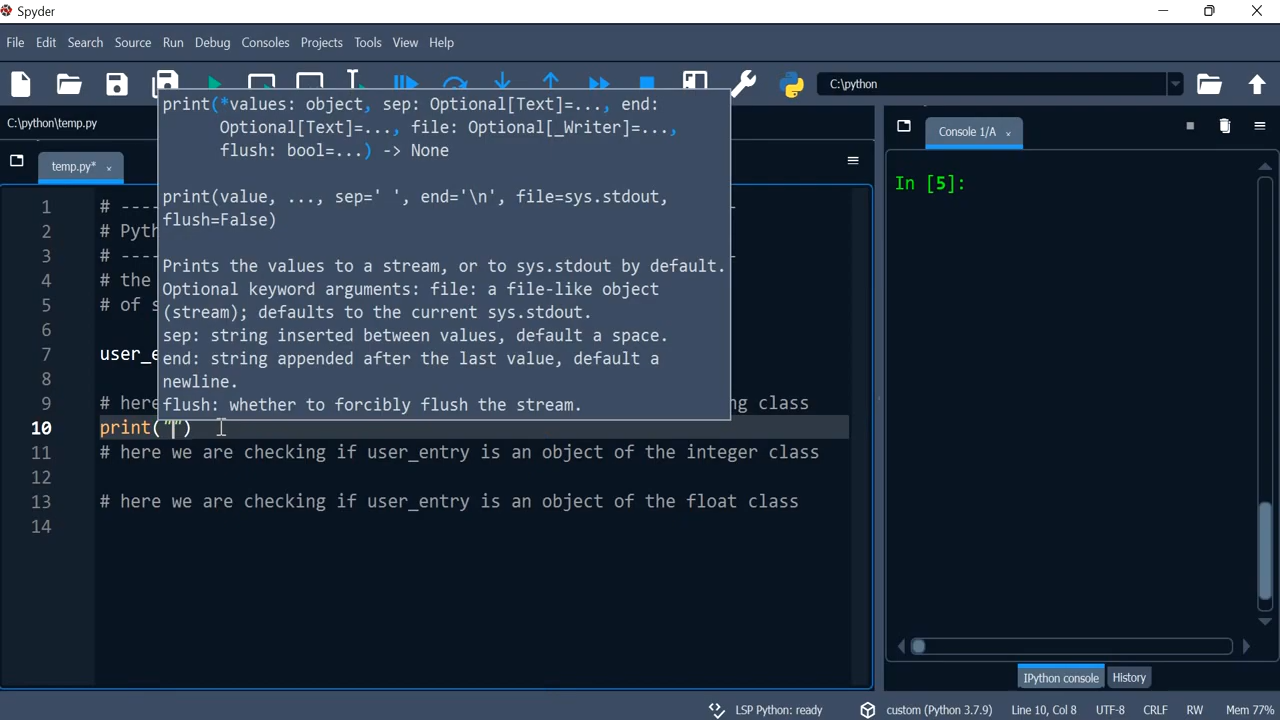 Spyder
File Edit Search Source Run Debug Consoles Projects Tools View Help
C:\python
C:\python\temp.py
temp.py*
Console 1/A
print(*values: object, sep: Optional[Text]=..., end:
Optional[Text]=..., file: Optional[_Writer]=...,
flush: bool=...) -> None
print(value, ..., sep=' ', end='\n', file=sys.stdout,
flush=False)
Prints the values to a stream, or to sys.stdout by default.
Optional keyword arguments: file: a file-like object
(stream); defaults to the current sys.stdout.
sep: string inserted between values, default a space.
end: string appended after the last value, default a
newline.
flush: whether to forcibly flush the stream.
1 # ---
2 # Pyth
3 # ---
4 # the
5 # of s
6
7 user_e
8
9 # here ng class
10 print("")
11 # here we are checking if user_entry is an object of the integer class
12
13 # here we are checking if user_entry is an object of the float class
14
In [5]:
IPython console History
LSP Python: ready custom (Python 3.7.9) Line 10, Col 8 UTF-8 CRLF RW Mem 77%